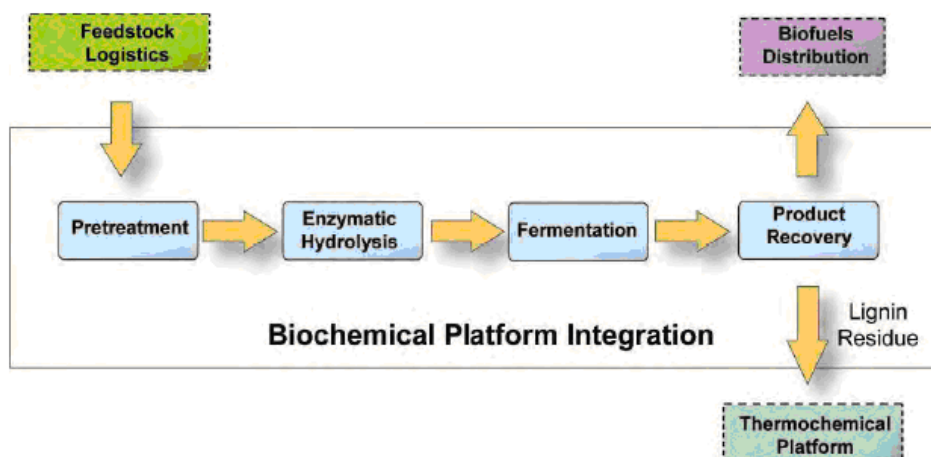 Feedstock
Logistics
Biofuels
Distribution
Pretreatment
Enzymatic
Hydrolysis
Fermentation
Product
Recovery
Biochemical Platform Integration
Lignin
Residue
Thermochemical
Platform